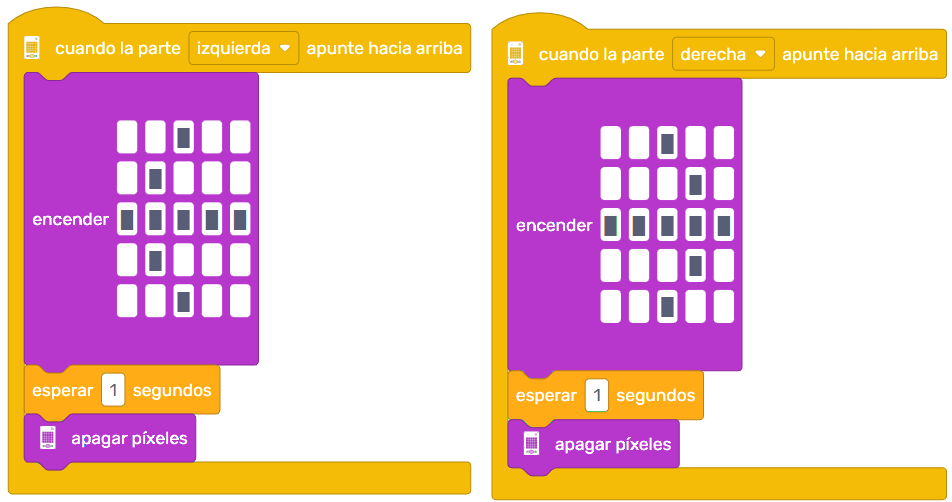 cuando la parte izquierda apunte hacia arriba
encender
esperar 1 segundos
apagar píxeles
cuando la parte derecha apunte hacia arriba
encender
esperar 1 segundos
apagar píxeles